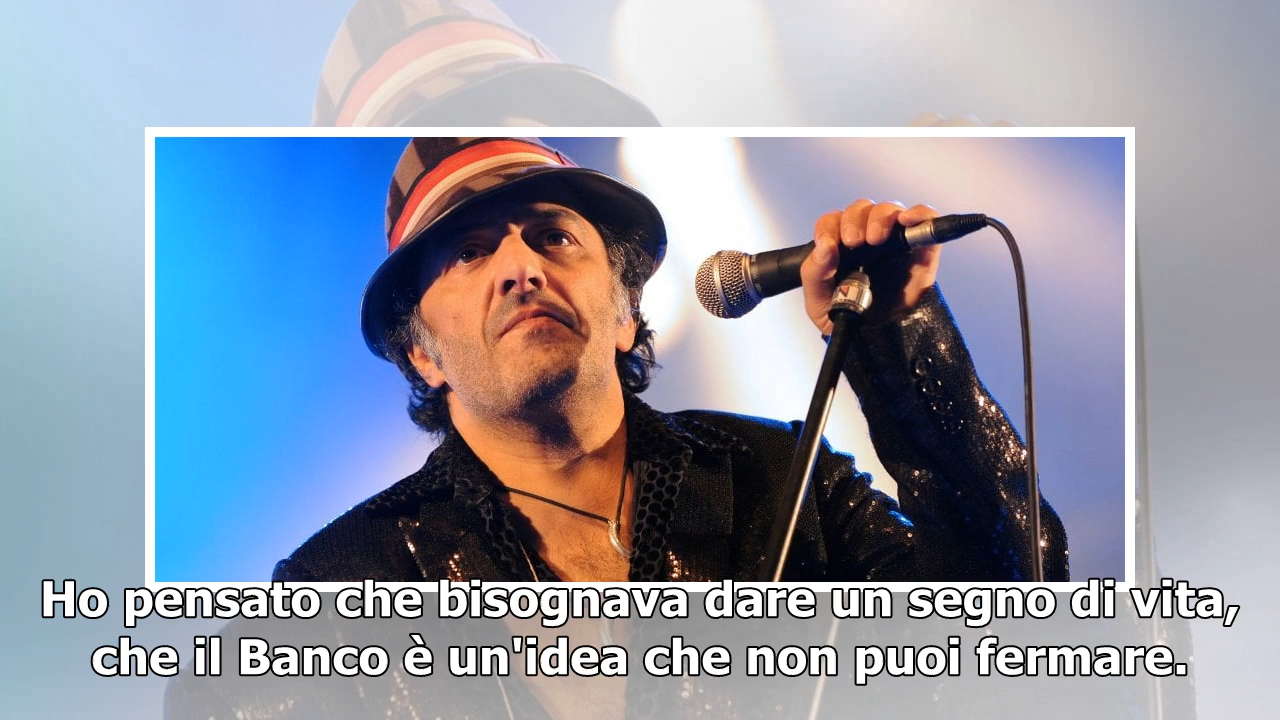 Ho pensato che bisognava dare un segno di vita,
che il Banco è un'idea che non puoi fermare.